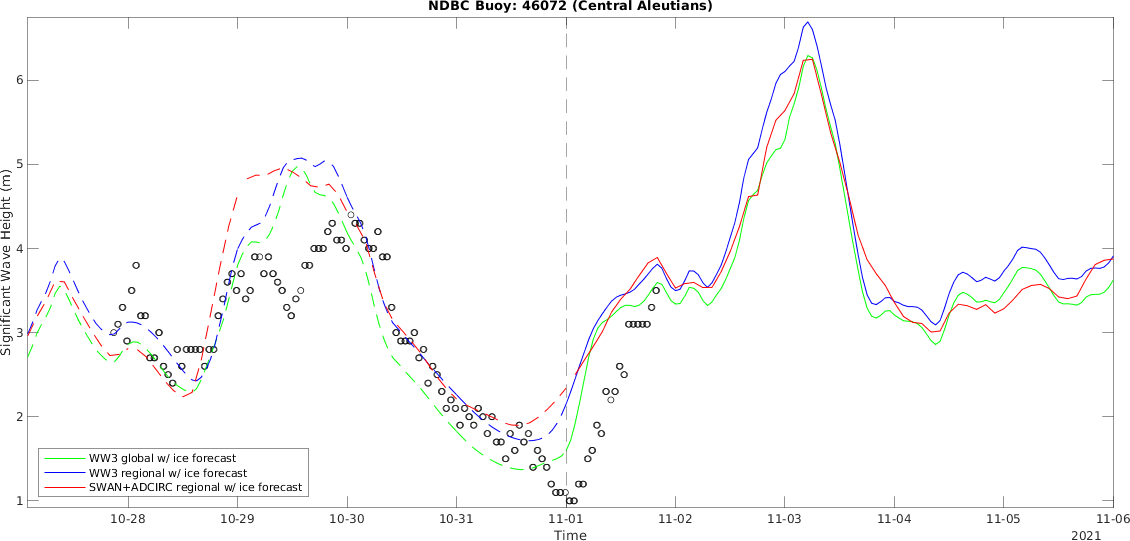 NDBC Buoy: 46072 (Central Aleutians)
Significant Wave Height (m)
6
5
4
3
2
1
WW3 global w/ ice forecast
WW3 regional w/ ice forecast
SWAN+ADCIRC regional w/ ice forecast
10-28 10-29 10-30 10-31 11-01 11-02 11-03 11-04 11-05 11-06
Time
2021